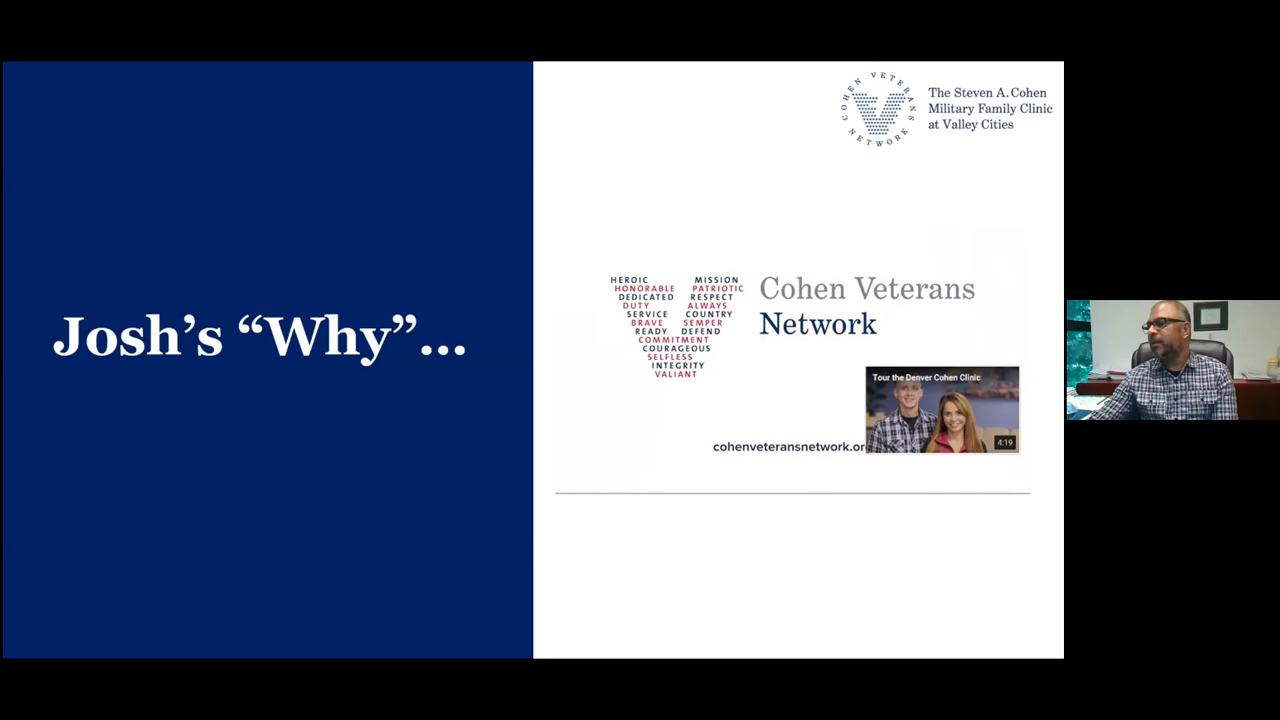 Josh's “Why”...
COHEN VETERANS NETWORK
The Steven A. Cohen
Military Family Clinic
at Valley Cities
HEROIC MISSION
HONORABLE PATRIOTIC
DEDICATED RESPECT
DUTY ALWAYS
SERVICE COUNTRY
BRAVE SEMPER
READY DEFEND
COMMITMENT
COURAGEOUS
SELFLESS
INTEGRITY
VALIANT
Cohen Veterans
Network
Tour the Denver Cohen Clinic
4:19
cohenveteransnetwork.org